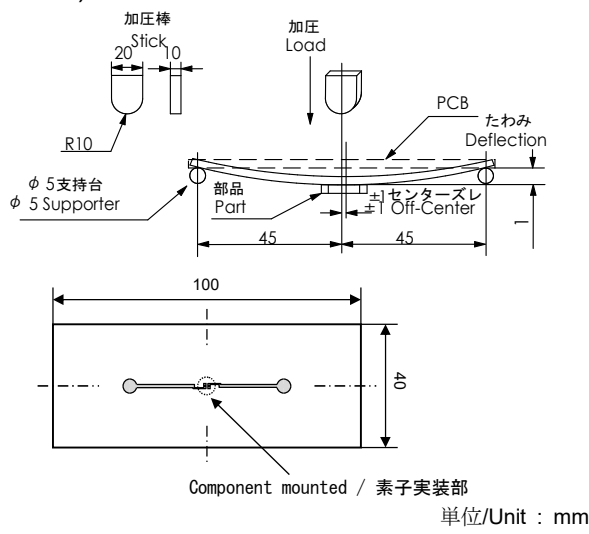 加圧棒
Stick
20
10
R10
加圧
Load
PCB
たわみ
Deflection
φ 5支持台
φ 5 Supporter
部品
Part
±1センターズレ
±1 Off-Center
1
45
45
100
40
Component mounted / 素子実装部
単位/Unit : mm